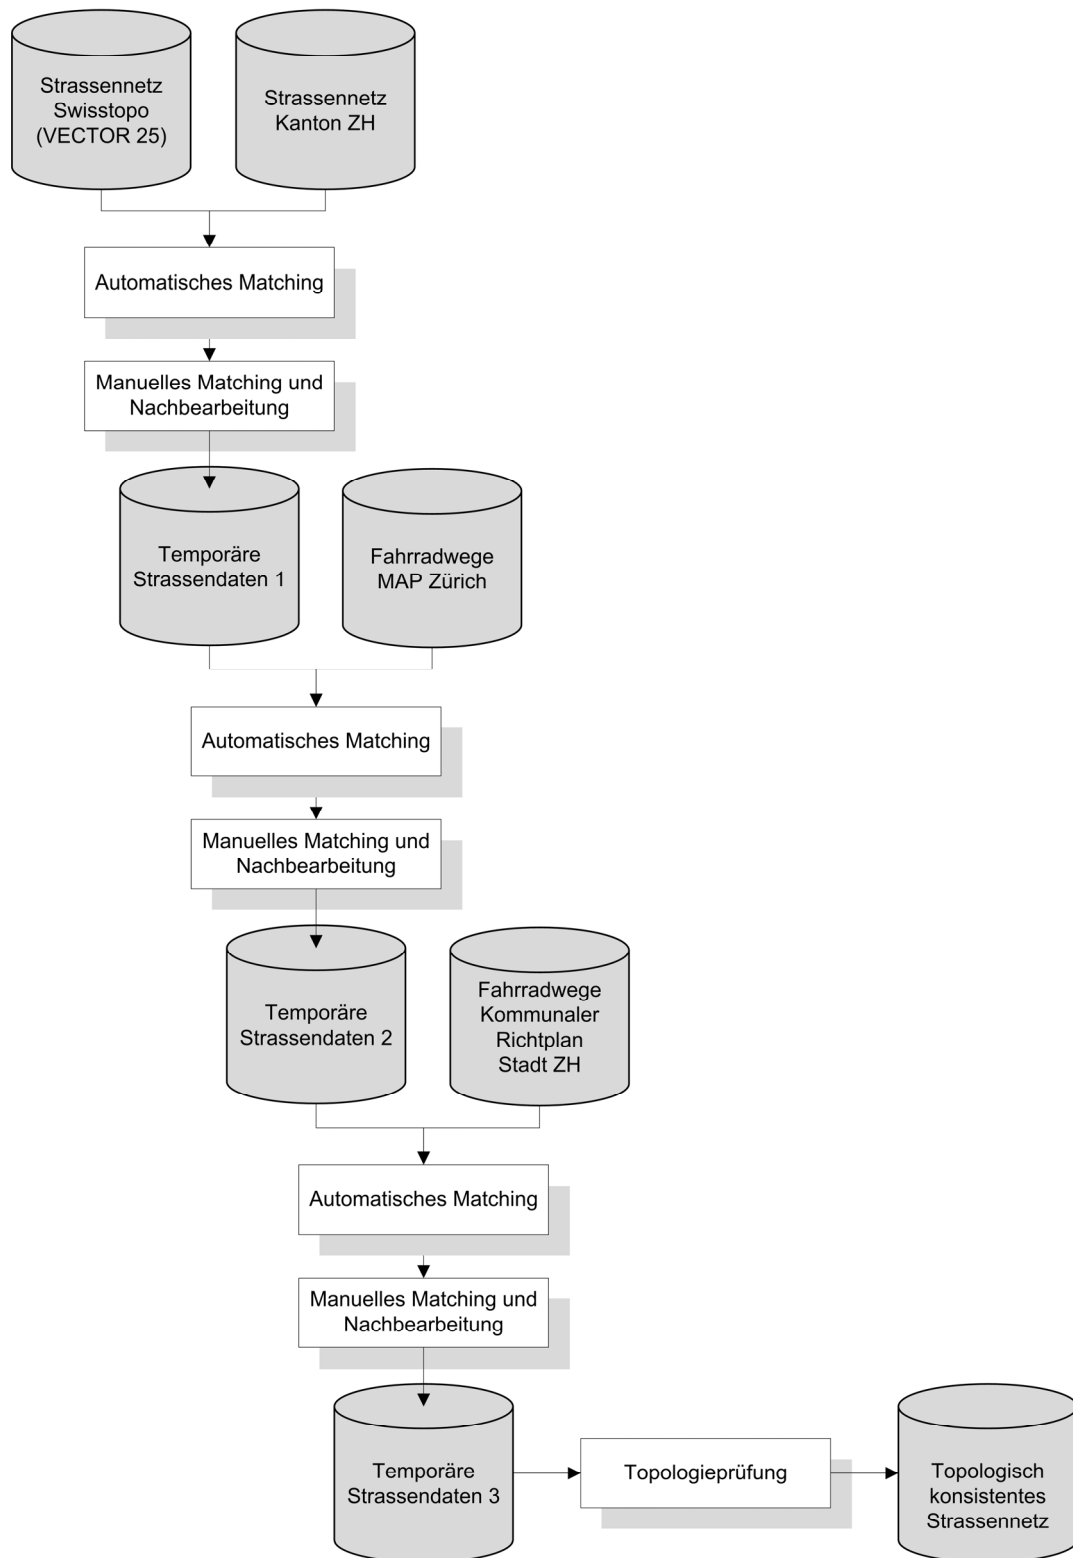 Strassennetz
Swisstopo
(VECTOR 25)
Strassennetz
Kanton ZH
Automatisches Matching
Manuelles Matching und
Nachbearbeitung
Temporäre
Strassendaten 1
Fahrradwege
MAP Zürich
Automatisches Matching
Manuelles Matching und
Nachbearbeitung
Temporäre
Strassendaten 2
Fahrradwege
Kommunaler
Richtplan
Stadt ZH
Automatisches Matching
Manuelles Matching und
Nachbearbeitung
Temporäre
Strassendaten 3
Topologieprüfung
Topologisch
konsistentes
Strassennetz